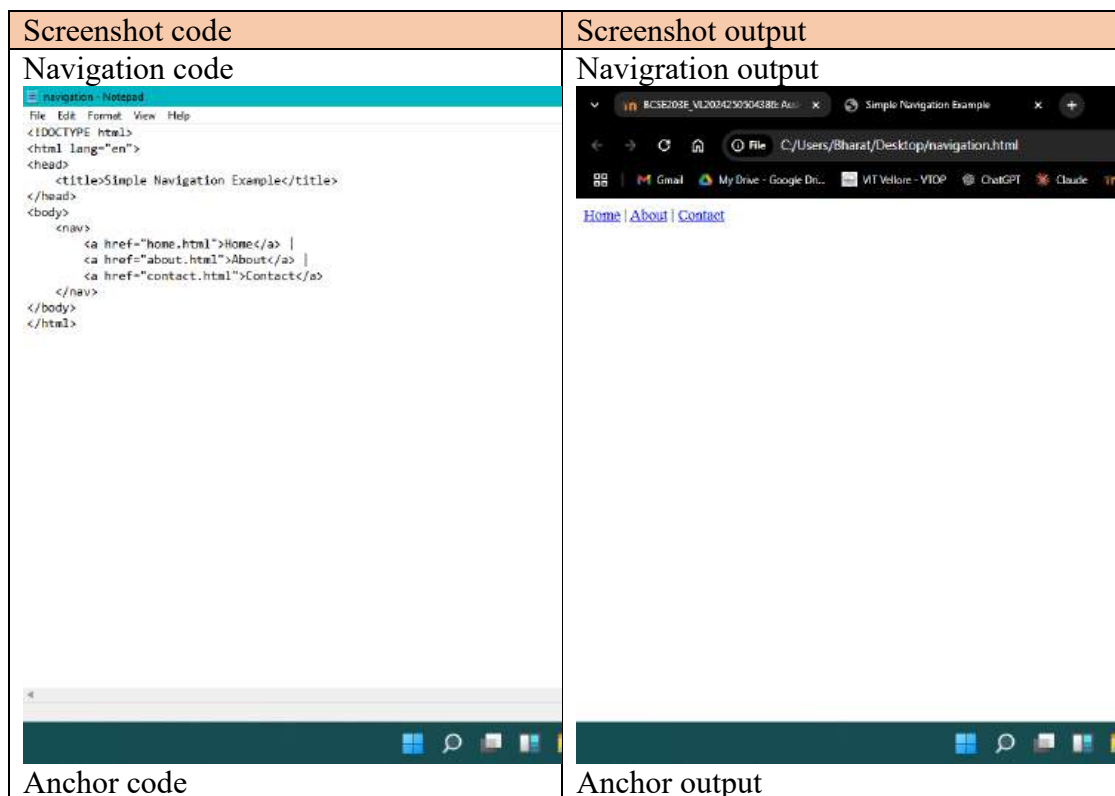 Screenshot code
Screenshot output
Navigation code
Navigration output
navigation - Notepad
File Edit Format View Help
<!DOCTYPE html>
<html lang="en">
<head>
    <title>Simple Navigation Example</title>
</head>
<body>
    <nav>
        <a href="home.html">Home</a> |
        <a href="about.html">About</a> |
        <a href="contact.html">Contact</a>
    </nav>
</body>
</html>
Simple Navigation Example
File C:/Users/Bharat/Desktop/navigation.html
Gmail My Drive - Google Dri... VIT Vellore - VTOP ChatGPT Claude
Home | About | Contact
Anchor code
Anchor output